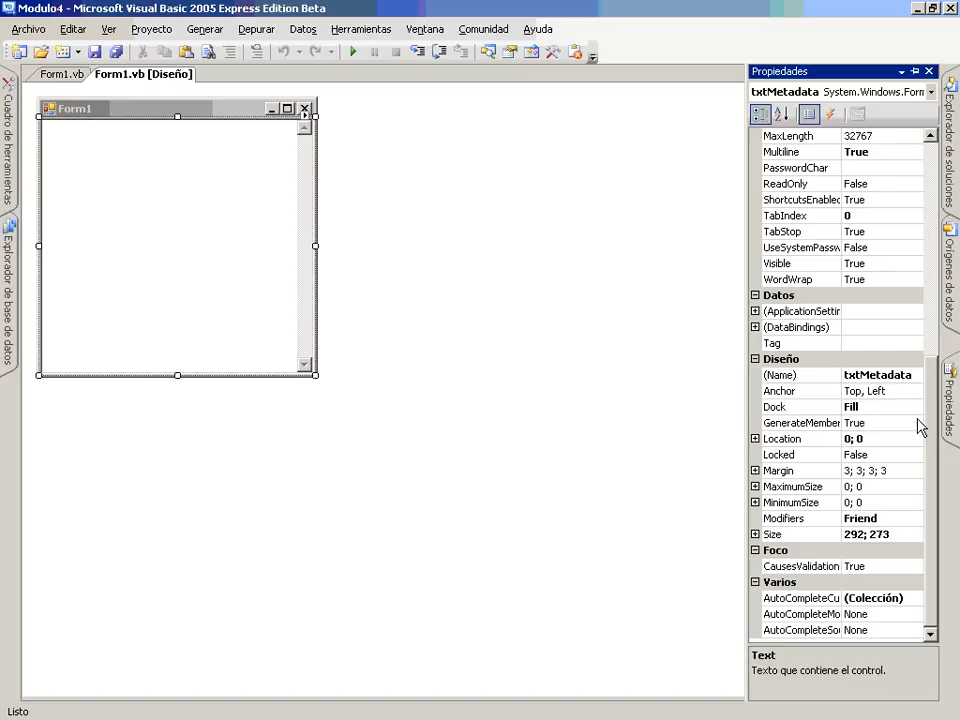 Modulo4 - Microsoft Visual Basic 2005 Express Edition Beta
Archivo Editar Ver Proyecto Generar Depurar Datos Herramientas Ventana Comunidad Ayuda
Form1.vb Form1.vb [Diseño]
Cuadro de herramientas
Explorador de base de datos
Form1
Propiedades
txtMetadata System.Windows.Form
MaxLength 32767
Multiline True
PasswordChar
ReadOnly False
ShortcutsEnabled True
TabIndex 0
TabStop True
UseSystemPassw False
Visible True
WordWrap True
Datos
(ApplicationSettin
(DataBindings)
Tag
Diseño
(Name) txtMetadata
Anchor Top, Left
Dock Fill
GenerateMember True
Location 0; 0
Locked False
Margin 3; 3; 3; 3
MaximumSize 0; 0
MinimumSize 0; 0
Modifiers Friend
Size 292; 273
Foco
CausesValidation True
Varios
AutoCompleteCu (Colección)
AutoCompleteMo None
AutoCompleteSou None
Text
Texto que contiene el control.
Explorador de soluciones
Orígenes de datos
Propiedades
Listo